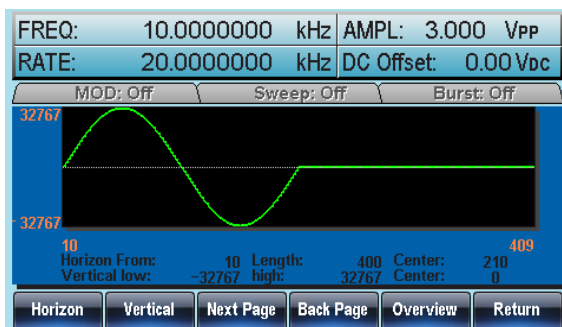 FREQ: 10.0000000 kHz AMPL: 3.000 VPP
RATE: 20.0000000 kHz DC Offset: 0.00 VDC
MOD: Off Sweep: Off Burst: Off
32767
-32767
10 409
Horizon From: 10 Length: 400 Center: 210
Vertical low: -32767 high: 32767 Center: 0
Horizon Vertical Next Page Back Page Overview Return